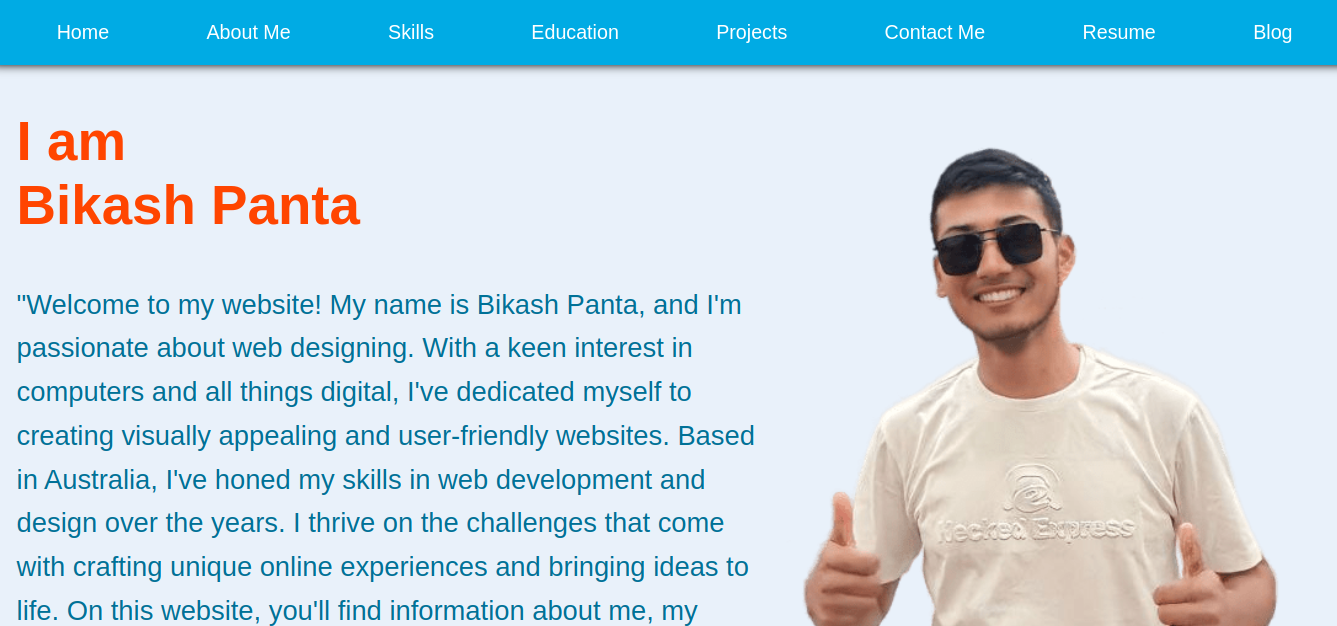 Home About Me Skills Education Projects Contact Me Resume Blog
I am
Bikash Panta
"Welcome to my website! My name is Bikash Panta, and I'm
passionate about web designing. With a keen interest in
computers and all things digital, I've dedicated myself to
creating visually appealing and user-friendly websites. Based
in Australia, I've honed my skills in web development and
design over the years. I thrive on the challenges that come
with crafting unique online experiences and bringing ideas to
life. On this website, you'll find information about me, my
Necked Express